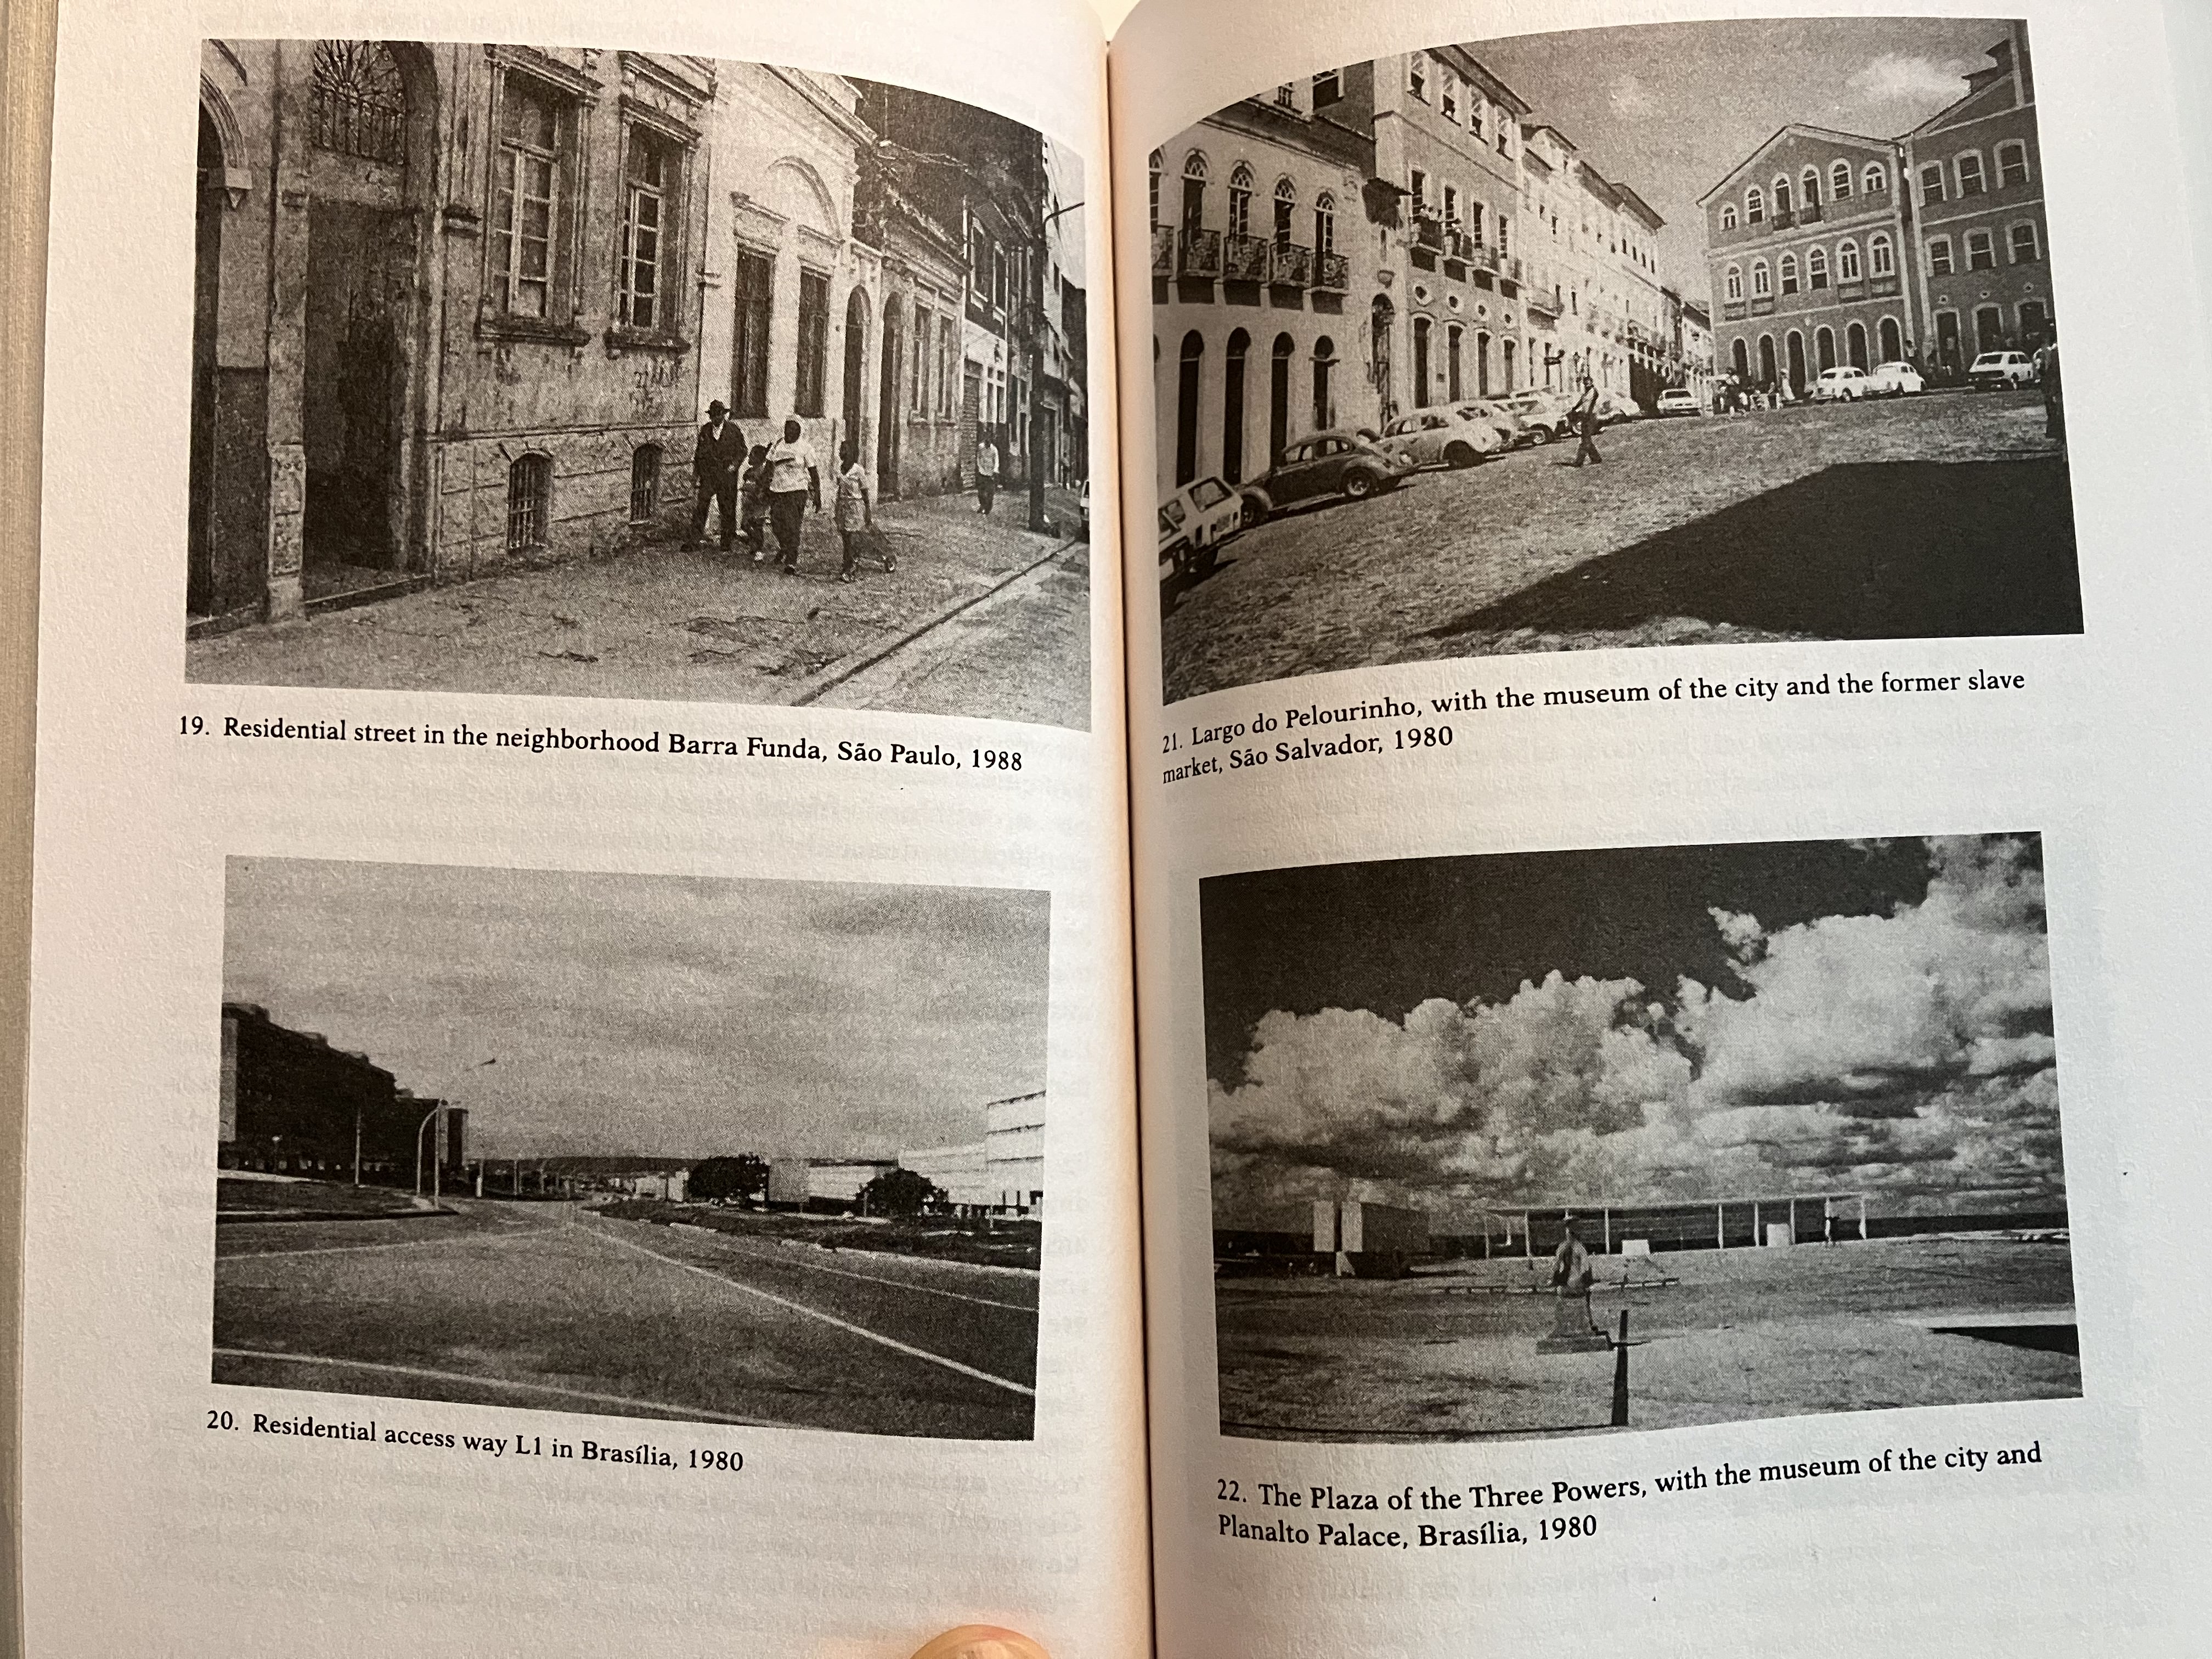 19. Residential street in the neighborhood Barra Funda, São Paulo, 1988
20. Residential access way L1 in Brasília, 1980
21. Largo do Pelourinho, with the museum of the city and the former slave
market, São Salvador, 1980
22. The Plaza of the Three Powers, with the museum of the city and
Planalto Palace, Brasília, 1980